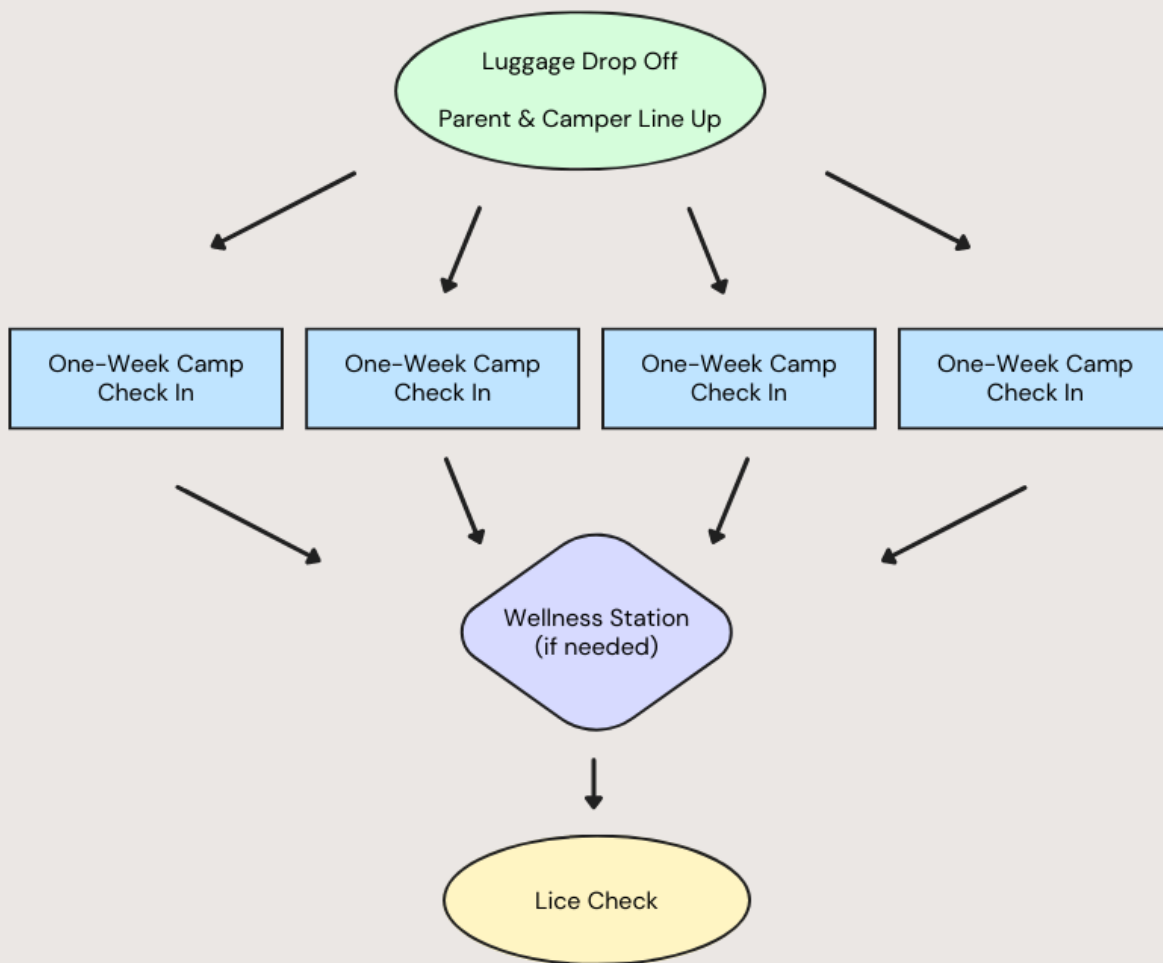 Luggage Drop Off
Parent & Camper Line Up
One-Week Camp
Check In
One-Week Camp
Check In
One-Week Camp
Check In
One-Week Camp
Check In
Wellness Station
(if needed)
Lice Check